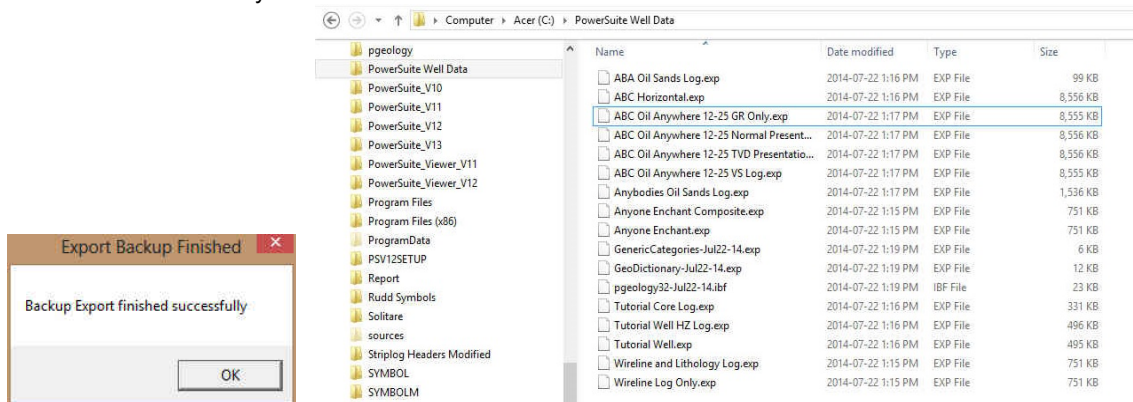 Computer ▸ Acer (C:) ▸ PowerSuite Well Data
pgeology
PowerSuite Well Data
PowerSuite_V10
PowerSuite_V11
PowerSuite_V12
PowerSuite_V13
PowerSuite_Viewer_V11
PowerSuite_Viewer_V12
Program Files
Program Files (x86)
ProgramData
PSV12SETUP
Report
Rudd Symbols
Solitare
sources
Striplog Headers Modified
SYMBOL
SYMBOLM
Name Date modified Type Size
ABA Oil Sands Log.exp 2014-07-22 1:16 PM EXP File 99 KB
ABC Horizontal.exp 2014-07-22 1:16 PM EXP File 8,556 KB
ABC Oil Anywhere 12-25 GR Only.exp 2014-07-22 1:17 PM EXP File 8,555 KB
ABC Oil Anywhere 12-25 Normal Present... 2014-07-22 1:17 PM EXP File 8,556 KB
ABC Oil Anywhere 12-25 TVD Presentatio... 2014-07-22 1:17 PM EXP File 8,556 KB
ABC Oil Anywhere 12-25 VS Log.exp 2014-07-22 1:17 PM EXP File 8,555 KB
Anybodies Oil Sands Log.exp 2014-07-22 1:17 PM EXP File 1,536 KB
Anyone Enchant Composite.exp 2014-07-22 1:15 PM EXP File 751 KB
Anyone Enchant.exp 2014-07-22 1:15 PM EXP File 751 KB
GenericCategories-Jul22-14.exp 2014-07-22 1:19 PM EXP File 6 KB
GeoDictionary-Jul22-14.exp 2014-07-22 1:19 PM EXP File 12 KB
pgeology32-Jul22-14.ibf 2014-07-22 1:19 PM IBF File 23 KB
Tutorial Core Log.exp 2014-07-22 1:16 PM EXP File 331 KB
Tutorial Well HZ Log.exp 2014-07-22 1:16 PM EXP File 496 KB
Tutorial Well.exp 2014-07-22 1:16 PM EXP File 495 KB
Wireline and Lithology Log.exp 2014-07-22 1:15 PM EXP File 751 KB
Wireline Log Only.exp 2014-07-22 1:15 PM EXP File 751 KB
Export Backup Finished
Backup Export finished successfully
OK